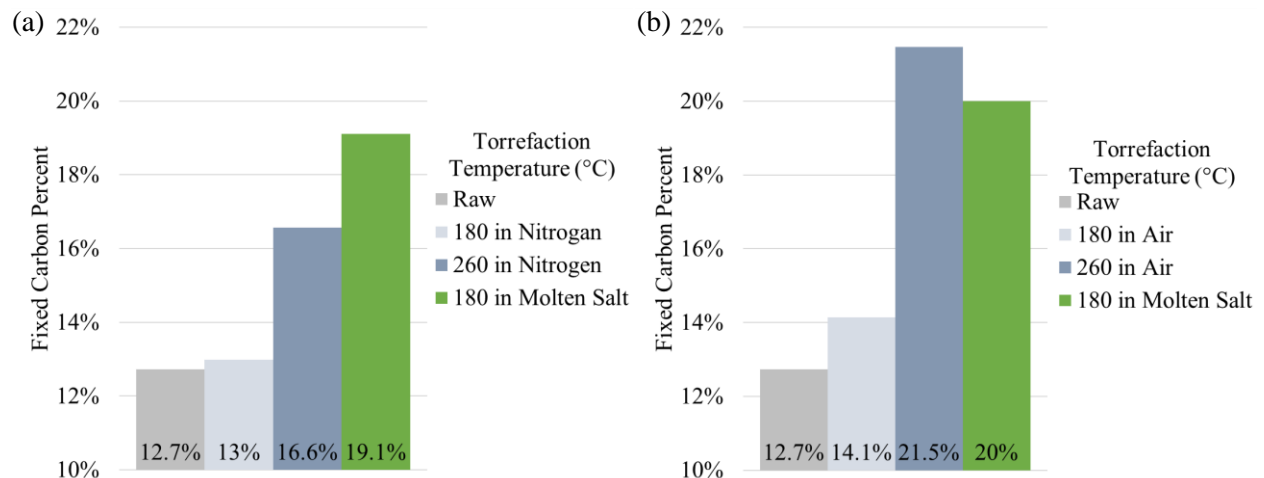 (a)
Fixed Carbon Percent
22%
20%
18%
16%
14%
12%
10%
12.7% 13% 16.6% 19.1%
Torrefaction
Temperature (°C)
Raw
180 in Nitrogan
260 in Nitrogen
180 in Molten Salt
(b)
Fixed Carbon Percent
22%
20%
18%
16%
14%
12%
10%
12.7% 14.1% 21.5% 20%
Torrefaction
Temperature (°C)
Raw
180 in Air
260 in Air
180 in Molten Salt